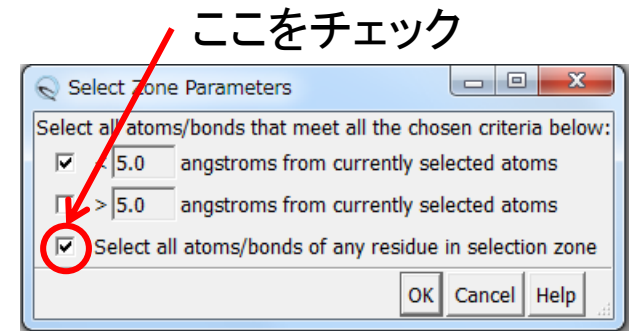 ここをチェック
Select Zone Parameters
Select all atoms/bonds that meet all the chosen criteria below:
< 5.0 angstroms from currently selected atoms
> 5.0 angstroms from currently selected atoms
Select all atoms/bonds of any residue in selection zone
OK Cancel Help